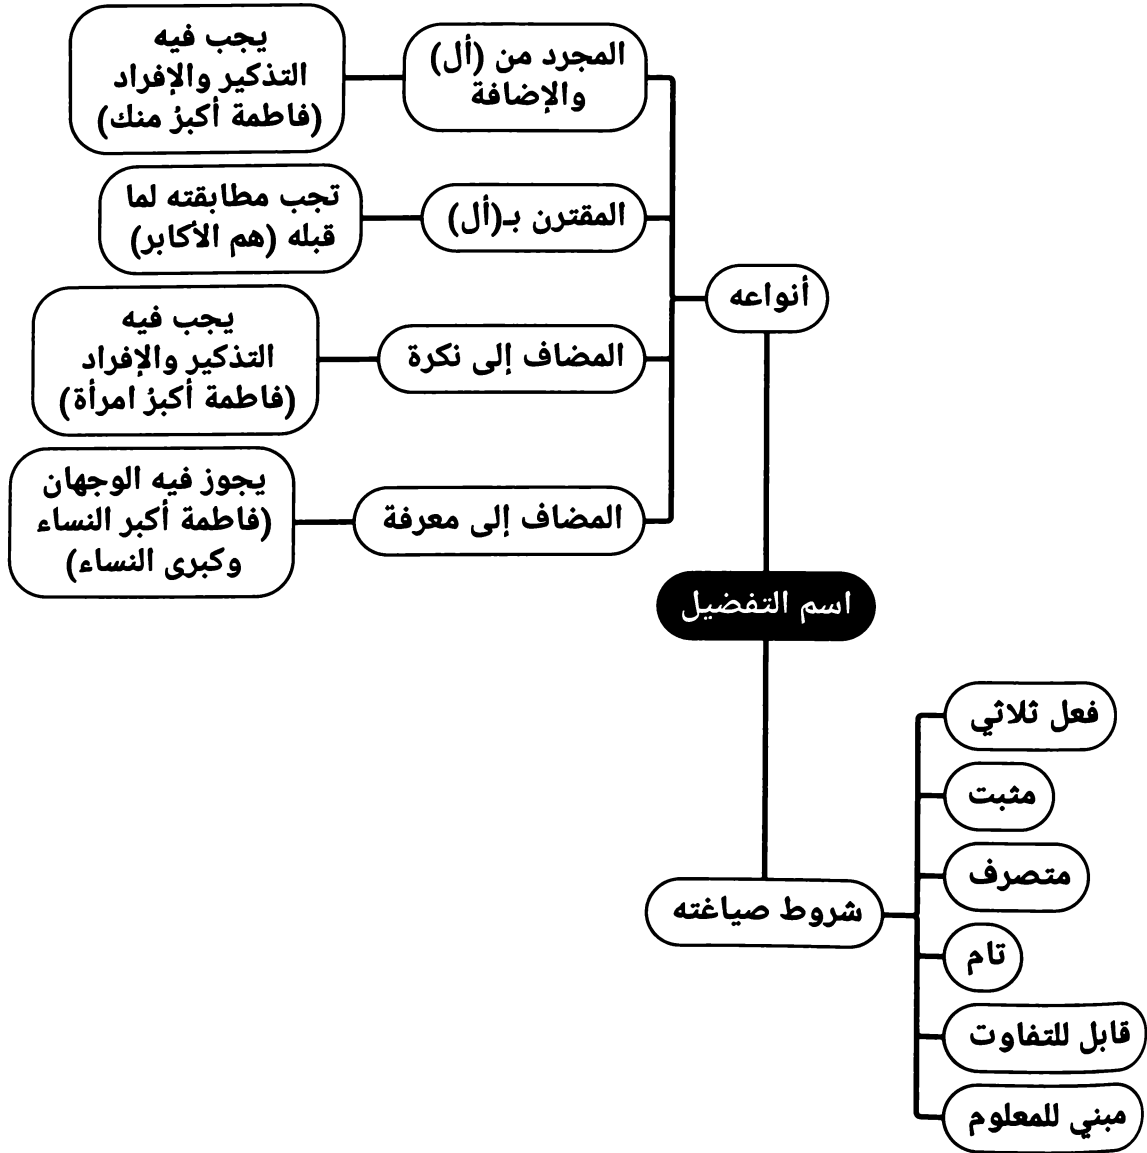 المجرد من (أل)
والإضافة
يجب فيه
التذكير والإفراد
(فاطمة أكبرُ منك)
المقترن بـ(أل)
تجب مطابقته لما
قبله (هم الأكابر)
أنواعه
المضاف إلى نكرة
يجب فيه
التذكير والإفراد
(فاطمة أكبرُ امرأة)
المضاف إلى معرفة
يجوز فيه الوجهان
(فاطمة أكبر النساء
وكبرى النساء)
اسم التفضيل
شروط صياغته
فعل ثلاثي
مثبت
متصرف
تام
قابل للتفاوت
مبني للمعلوم